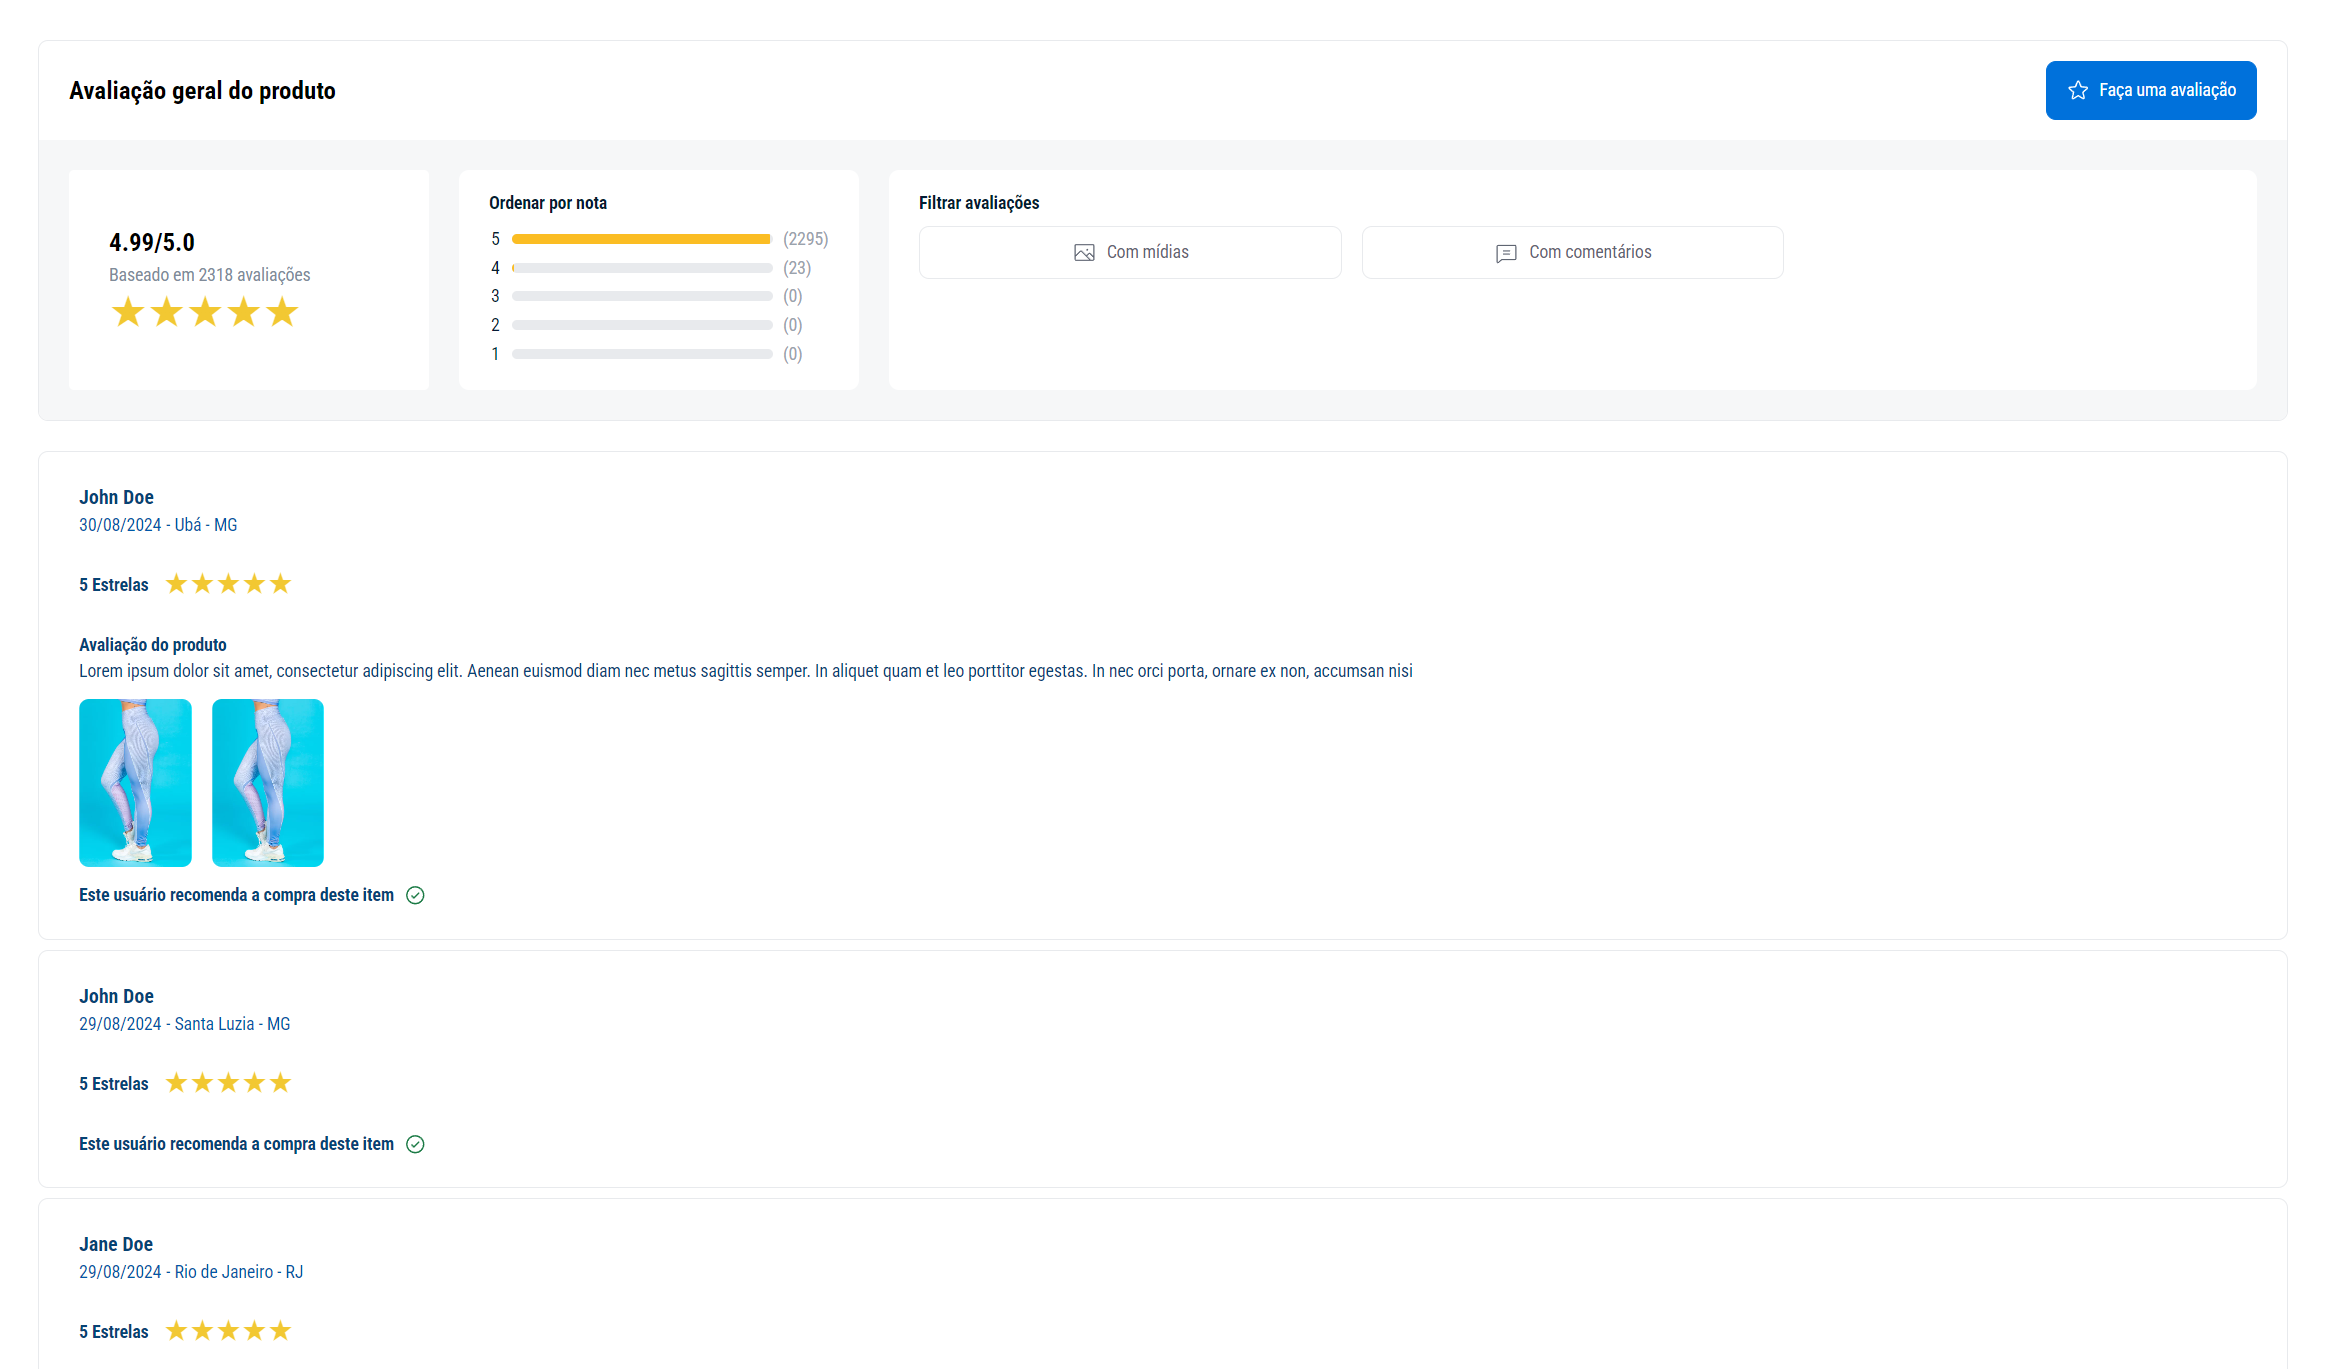 Avaliação geral do produto
Faça uma avaliação
4.99/5.0
Baseado em 2318 avaliações
Ordenar por nota
5 (2295)
4 (23)
3 (0)
2 (0)
1 (0)
Filtrar avaliações
Com mídias
Com comentários
John Doe
30/08/2024 - Ubá - MG
5 Estrelas
Avaliação do produto
Lorem ipsum dolor sit amet, consectetur adipiscing elit. Aenean euismod diam nec metus sagittis semper. In aliquet quam et leo porttitor egestas. In nec orci porta, ornare ex non, accumsan nisi
Este usuário recomenda a compra deste item
John Doe
29/08/2024 - Santa Luzia - MG
5 Estrelas
Este usuário recomenda a compra deste item
Jane Doe
29/08/2024 - Rio de Janeiro - RJ
5 Estrelas